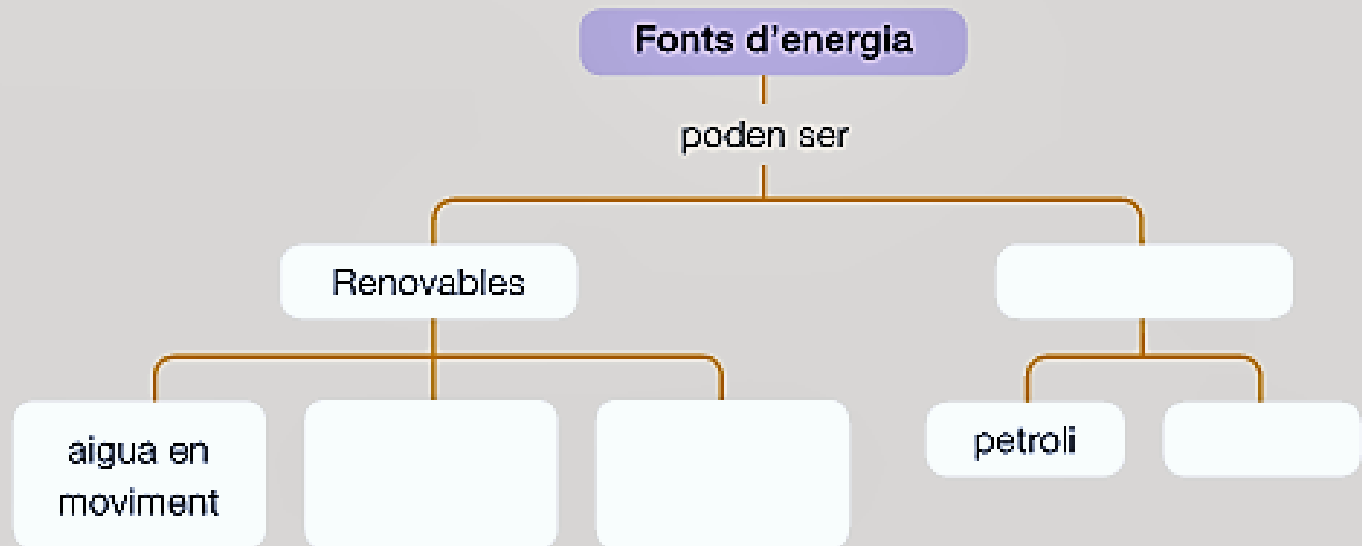 Fonts d'energia
poden ser
Renovables
aigua en
moviment
petroli